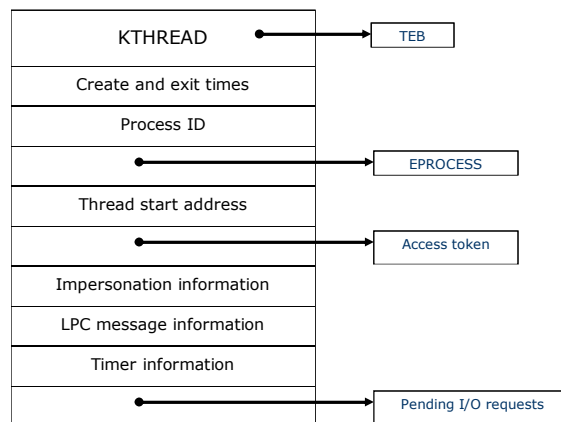 KTHREAD
TEB
Create and exit times
Process ID
EPROCESS
Thread start address
Access token
Impersonation information
LPC message information
Timer information
Pending I/O requests